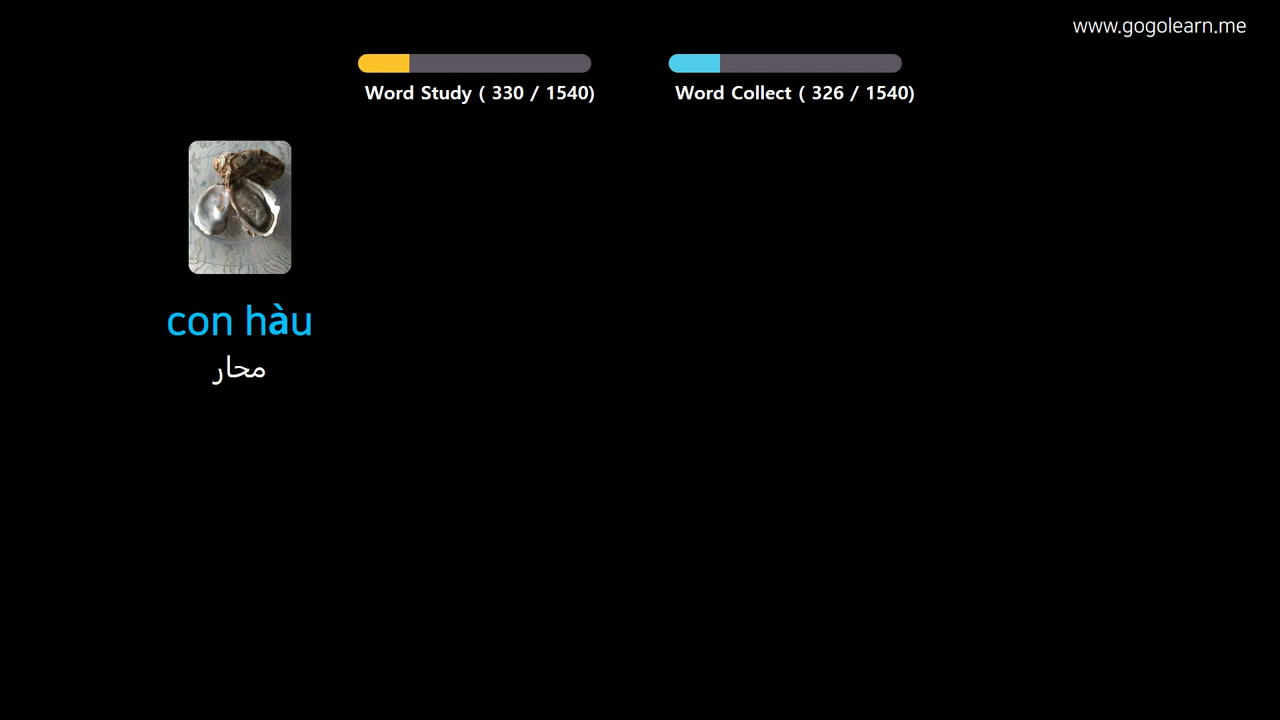 www.gogolearn.me
Word Study ( 330 / 1540)
Word Collect ( 326 / 1540)
con hàu
محار